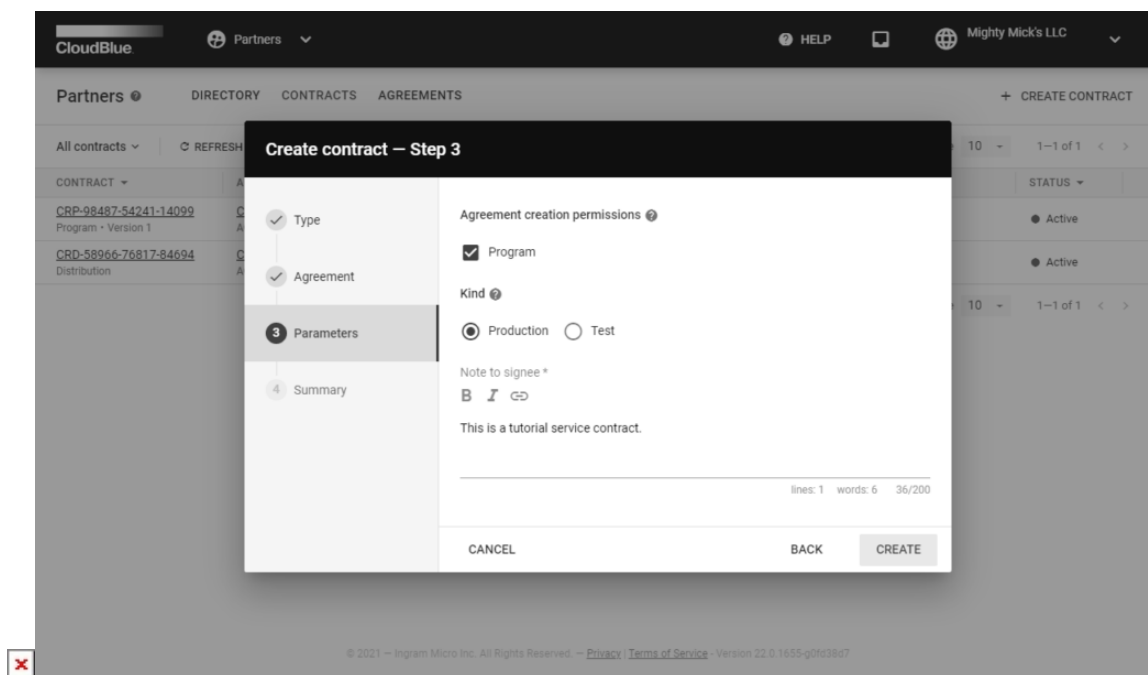 CloudBlue
Partners
HELP
Mighty Mick's LLC
Partners
DIRECTORY CONTRACTS AGREEMENTS
+ CREATE CONTRACT
All contracts
REFRESH
10
1–1 of 1
CONTRACT
A
STATUS
CRP-98487-54241-14099
Program • Version 1
C
A
Active
CRD-58966-76817-84694
Distribution
C
A
Active
10
1–1 of 1
Create contract — Step 3
Type
Agreement
3 Parameters
4 Summary
Agreement creation permissions
Program
Kind
Production Test
Note to signee *
B I
This is a tutorial service contract.
lines: 1 words: 6 36/200
CANCEL BACK CREATE
© 2021 — Ingram Micro Inc. All Rights Reserved. — Privacy | Terms of Service - Version 22.0.1655-g0fd38d7